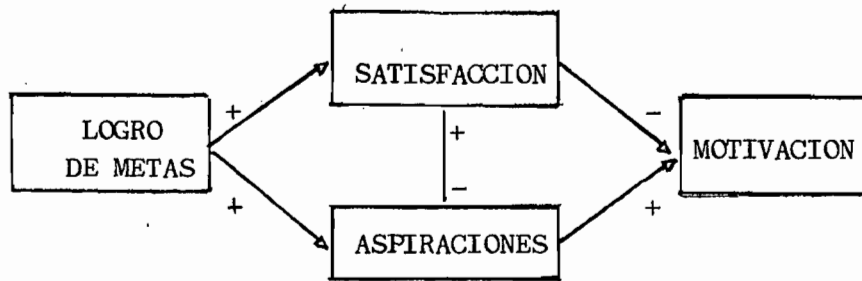 SATISFACCION
+
-
LOGRO
DE METAS
+
MOTIVACION
+
-
+
ASPIRACIONES